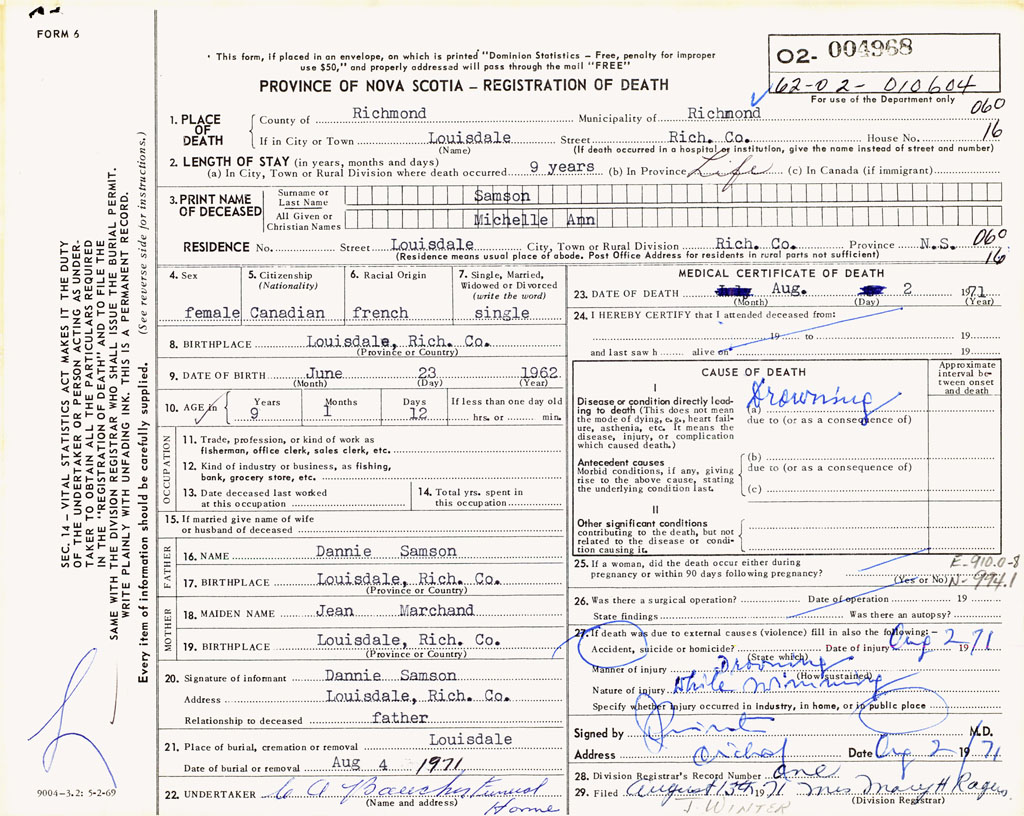 FORM 6
• This form, if placed in an envelope, on which is printed "Dominion Statistics – Free, penalty for improper
use $50," and properly addressed will pass through the mail "FREE"
PROVINCE OF NOVA SCOTIA – REGISTRATION OF DEATH
02- 004968
62-02- 010604
For use of the Department only
060
1. PLACE OF DEATH
County of Richmond Municipality of Richmond
16
If in City or Town Louisdale Street Rich. Co. House No.
(Name) (If death occurred in a hospital or institution, give the name instead of street and number)
2. LENGTH OF STAY (in years, months and days)
(a) In City, Town or Rural Division where death occurred 9 years (b) In Province Life (c) In Canada (if immigrant)
3. PRINT NAME OF DECEASED
Surname or Last Name Samson
All Given or Christian Names Michelle Ann
RESIDENCE No. Street Louisdale City, Town or Rural Division Rich. Co. Province N.S. 060
(Residence means usual place of abode. Post Office Address for residents in rural parts not sufficient) 16
4. Sex female
5. Citizenship (Nationality) Canadian
6. Racial Origin french
7. Single, Married, Widowed or Divorced (write the word) single
8. BIRTHPLACE Louisdale, Rich. Co.
(Province or Country)
9. DATE OF BIRTH June 23 1962
(Month) (Day) (Year)
10. AGE in Years 9 Months 1 Days 12 If less than one day old
hrs. or min.
OCCUPATION
11. Trade, profession, or kind of work as
fisherman, office clerk, sales clerk, etc.
12. Kind of industry or business, as fishing,
bank, grocery store, etc.
13. Date deceased last worked
at this occupation
14. Total yrs. spent in
this occupation
15. If married give name of wife
or husband of deceased
FATHER
16. NAME Dannie Samson
17. BIRTHPLACE Louisdale, Rich. Co.
(Province or Country)
MOTHER
18. MAIDEN NAME Jean Marchand
19. BIRTHPLACE Louisdale, Rich. Co.
(Province or Country)
20. Signature of informant Dannie Samson
Address Louisdale, Rich. Co.
Relationship to deceased father
21. Place of burial, cremation or removal Louisdale
Date of burial or removal Aug 4 1971
22. UNDERTAKER C A Funeral
(Name and address) Home
MEDICAL CERTIFICATE OF DEATH
23. DATE OF DEATH Aug. 2 1971
(Month) (Day) (Year)
24. I HEREBY CERTIFY that I attended deceased from:
19 to 19
and last saw h alive on 19
CAUSE OF DEATH
Approximate interval between onset and death
I
Disease or condition directly leading to death (This does not
mean the mode of dying, e.g., heart failure, asthenia, etc. It means the
disease, injury, or complication
which caused death.)
(a) Drowning
due to (or as a consequence of)
Antecedent causes
Morbid conditions, if any, giving
rise to the above cause, stating
the underlying condition last.
(b)
due to (or as a consequence of)
(c)
II
Other significant conditions
contributing to the death, but not
related to the disease or condition causing it.
25. If a woman, did the death occur either during
pregnancy or within 90 days following pregnancy?
(Yes or No)
E-910.0-8
N-994.1
26. Was there a surgical operation? Date of operation 19
State findings Was there an autopsy?
27. If death was due to external causes (violence) fill in also the following: –
Accident, suicide or homicide? Date of injury Aug 2 1971
(State which)
Manner of injury Drowning
(How sustained)
Nature of injury While swimming
Specify whether injury occurred in industry, in home, or in public place
Signed by M.D.
Address Arichat Date Aug 2 1971
28. Division Registrar's Record Number one
29. Filed August 13th 1971 Mrs Mary H Rogers
(Division Registrar)
J. WINTER
SEC. 14 – VITAL STATISTICS ACT MAKES IT THE DUTY
OF THE UNDERTAKER OR PERSON ACTING AS UNDER-
TAKER TO OBTAIN ALL THE PARTICULARS REQUIRED
IN THE "REGISTRATION OF DEATH" AND TO FILE THE
SAME WITH THE DIVISION REGISTRAR WHO SHALL ISSUE THE BURIAL PERMIT.
WRITE PLAINLY WITH UNFADING INK. THIS IS A PERMANENT RECORD.
Every item of information should be carefully supplied. (See reverse side for instructions.)
9004-3.2: 5-2-69